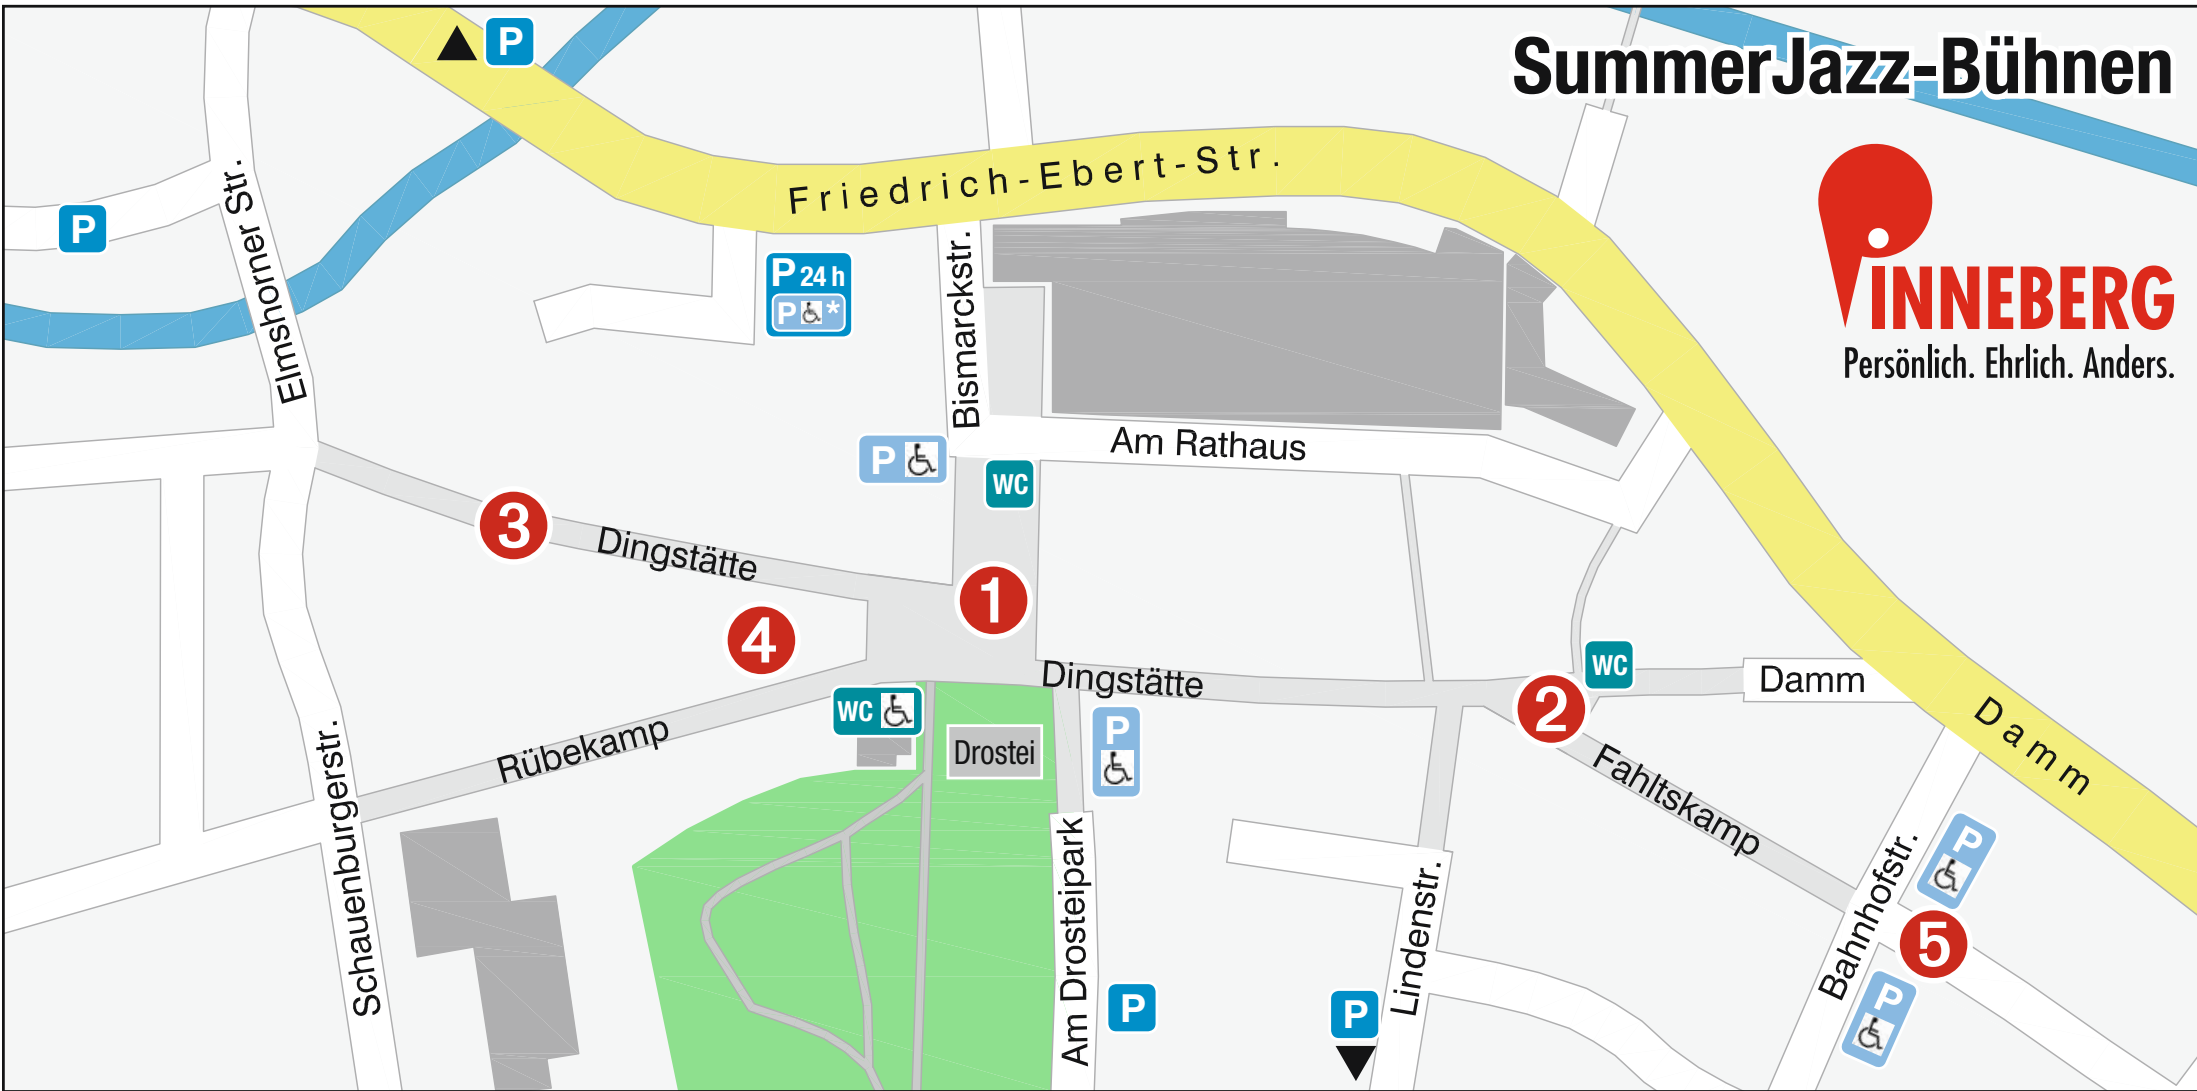 SummerJazz-Bühnen
P
Friedrich-Ebert-Str.
P
Elmshorner Str.
P 24 h
P *
Bismarckstr.
PINNEBERG
Persönlich. Ehrlich. Anders.
P
WC
Am Rathaus
3
Dingstätte
1
4
WC
Dingstätte
2
Damm
Damm
WC
Rübekamp
Drostei
P
Fahltskamp
Schauenburgerstr.
Am Drosteipark
P
P
Lindenstr.
Bahnhofstr.
P
5
P